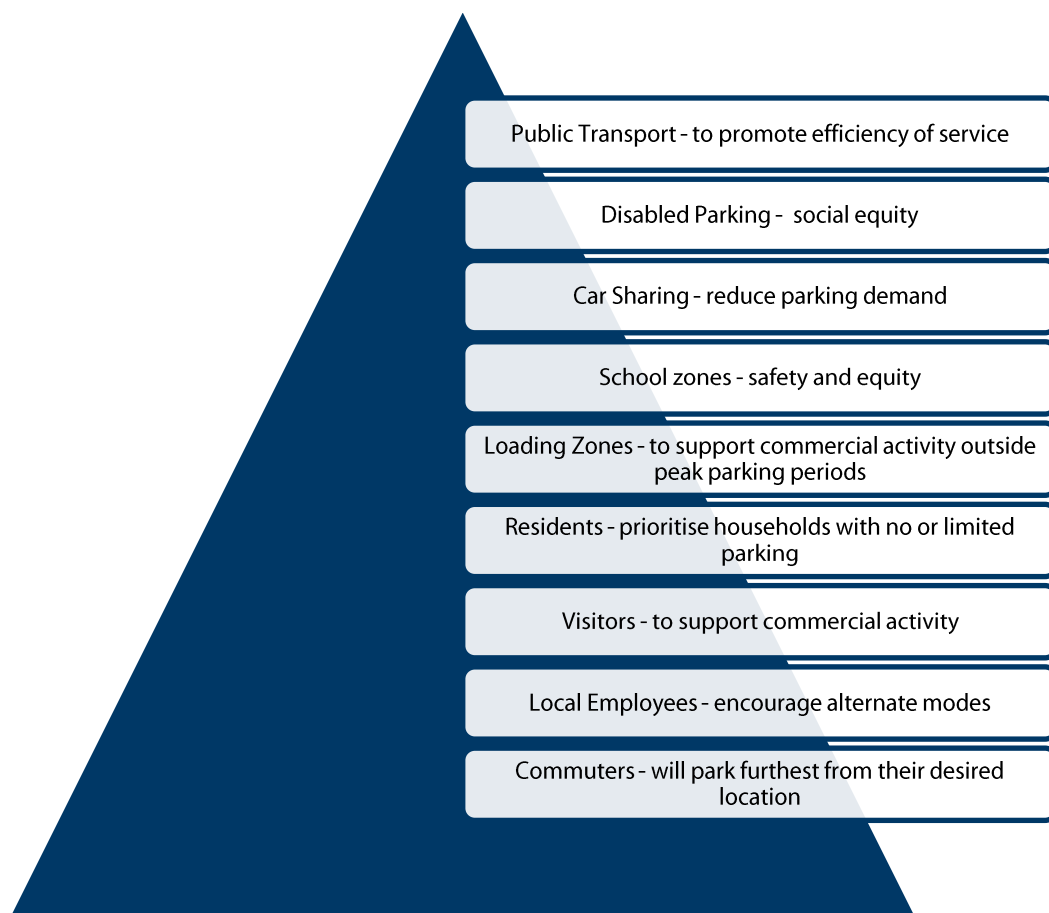 Public Transport - to promote efficiency of service
Disabled Parking -  social equity
Car Sharing - reduce parking demand
School zones - safety and equity
Loading Zones - to support commercial activity outside
peak parking periods
Residents - prioritise households with no or limited
parking
Visitors - to support commercial activity
Local Employees - encourage alternate modes
Commuters - will park furthest from their desired
location